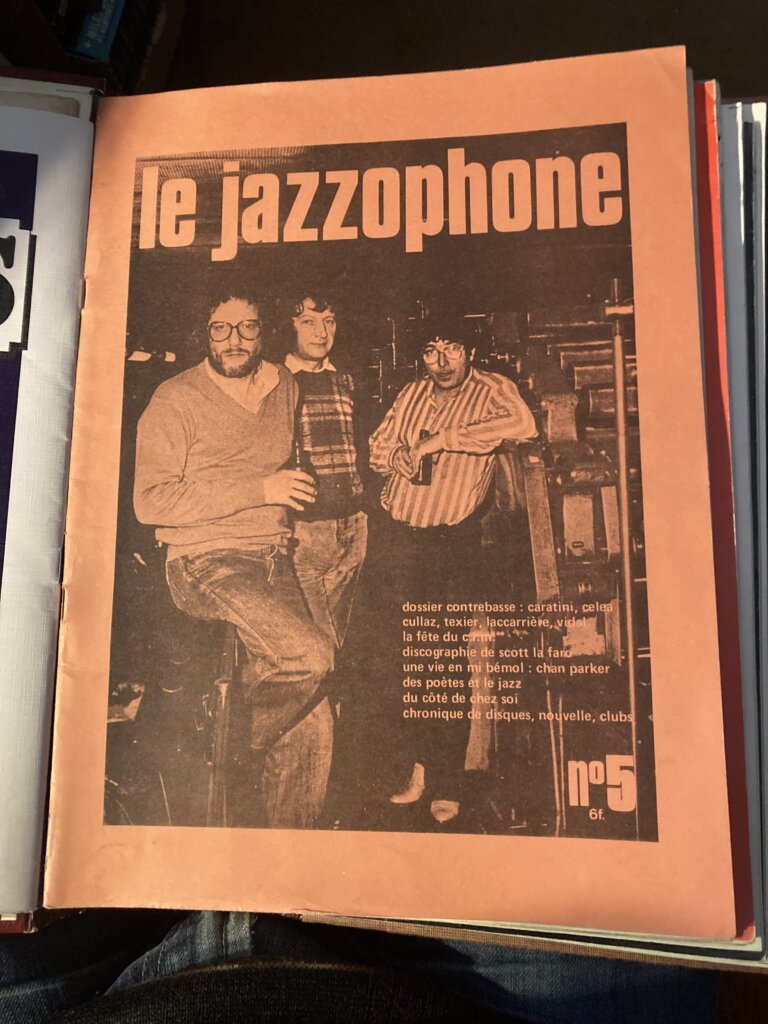 le jazzophone
dossier contrebasse : caratini, celea
cullaz, texier, laccarrière, vidal
la fête du c.i.m.
discographie de scott la faro
une vie en mi bémol : chan parker
des poètes et le jazz
du côté de chez soi
chronique de disques, nouvelle, clubs
nº5
6f.